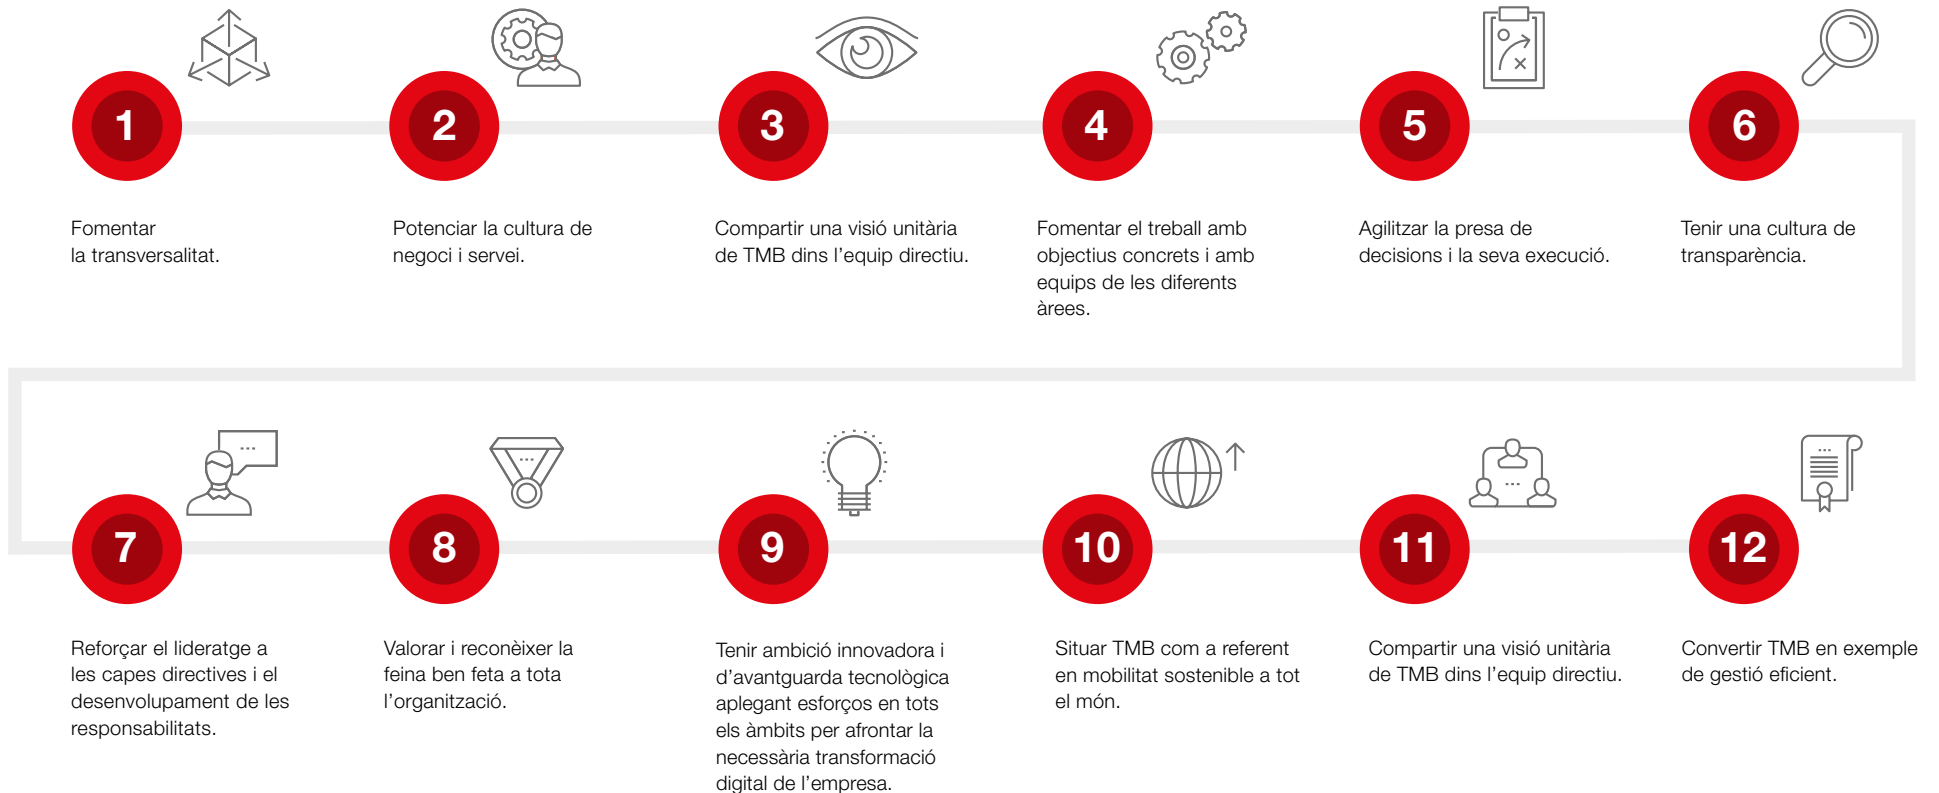 1
Fomentar
la transversalitat.
2
Potenciar la cultura de
negoci i servei.
3
Compartir una visió unitària
de TMB dins l’equip directiu.
4
Fomentar el treball amb
objectius concrets i amb
equips de les diferents
àrees.
5
Agilitzar la presa de
decisions i la seva execució.
6
Tenir una cultura de
transparència.
7
Reforçar el lideratge a
les capes directives i el
desenvolupament de les
responsabilitats.
8
Valorar i reconèixer la
feina ben feta a tota
l’organització.
9
Tenir ambició innovadora i
d’avantguarda tecnològica
aplegant esforços en tots
els àmbits per afrontar la
necessària transformació
digital de l’empresa.
10
Situar TMB com a referent
en mobilitat sostenible a tot
el món.
11
Compartir una visió unitària
de TMB dins l’equip directiu.
12
Convertir TMB en exemple
de gestió eficient.